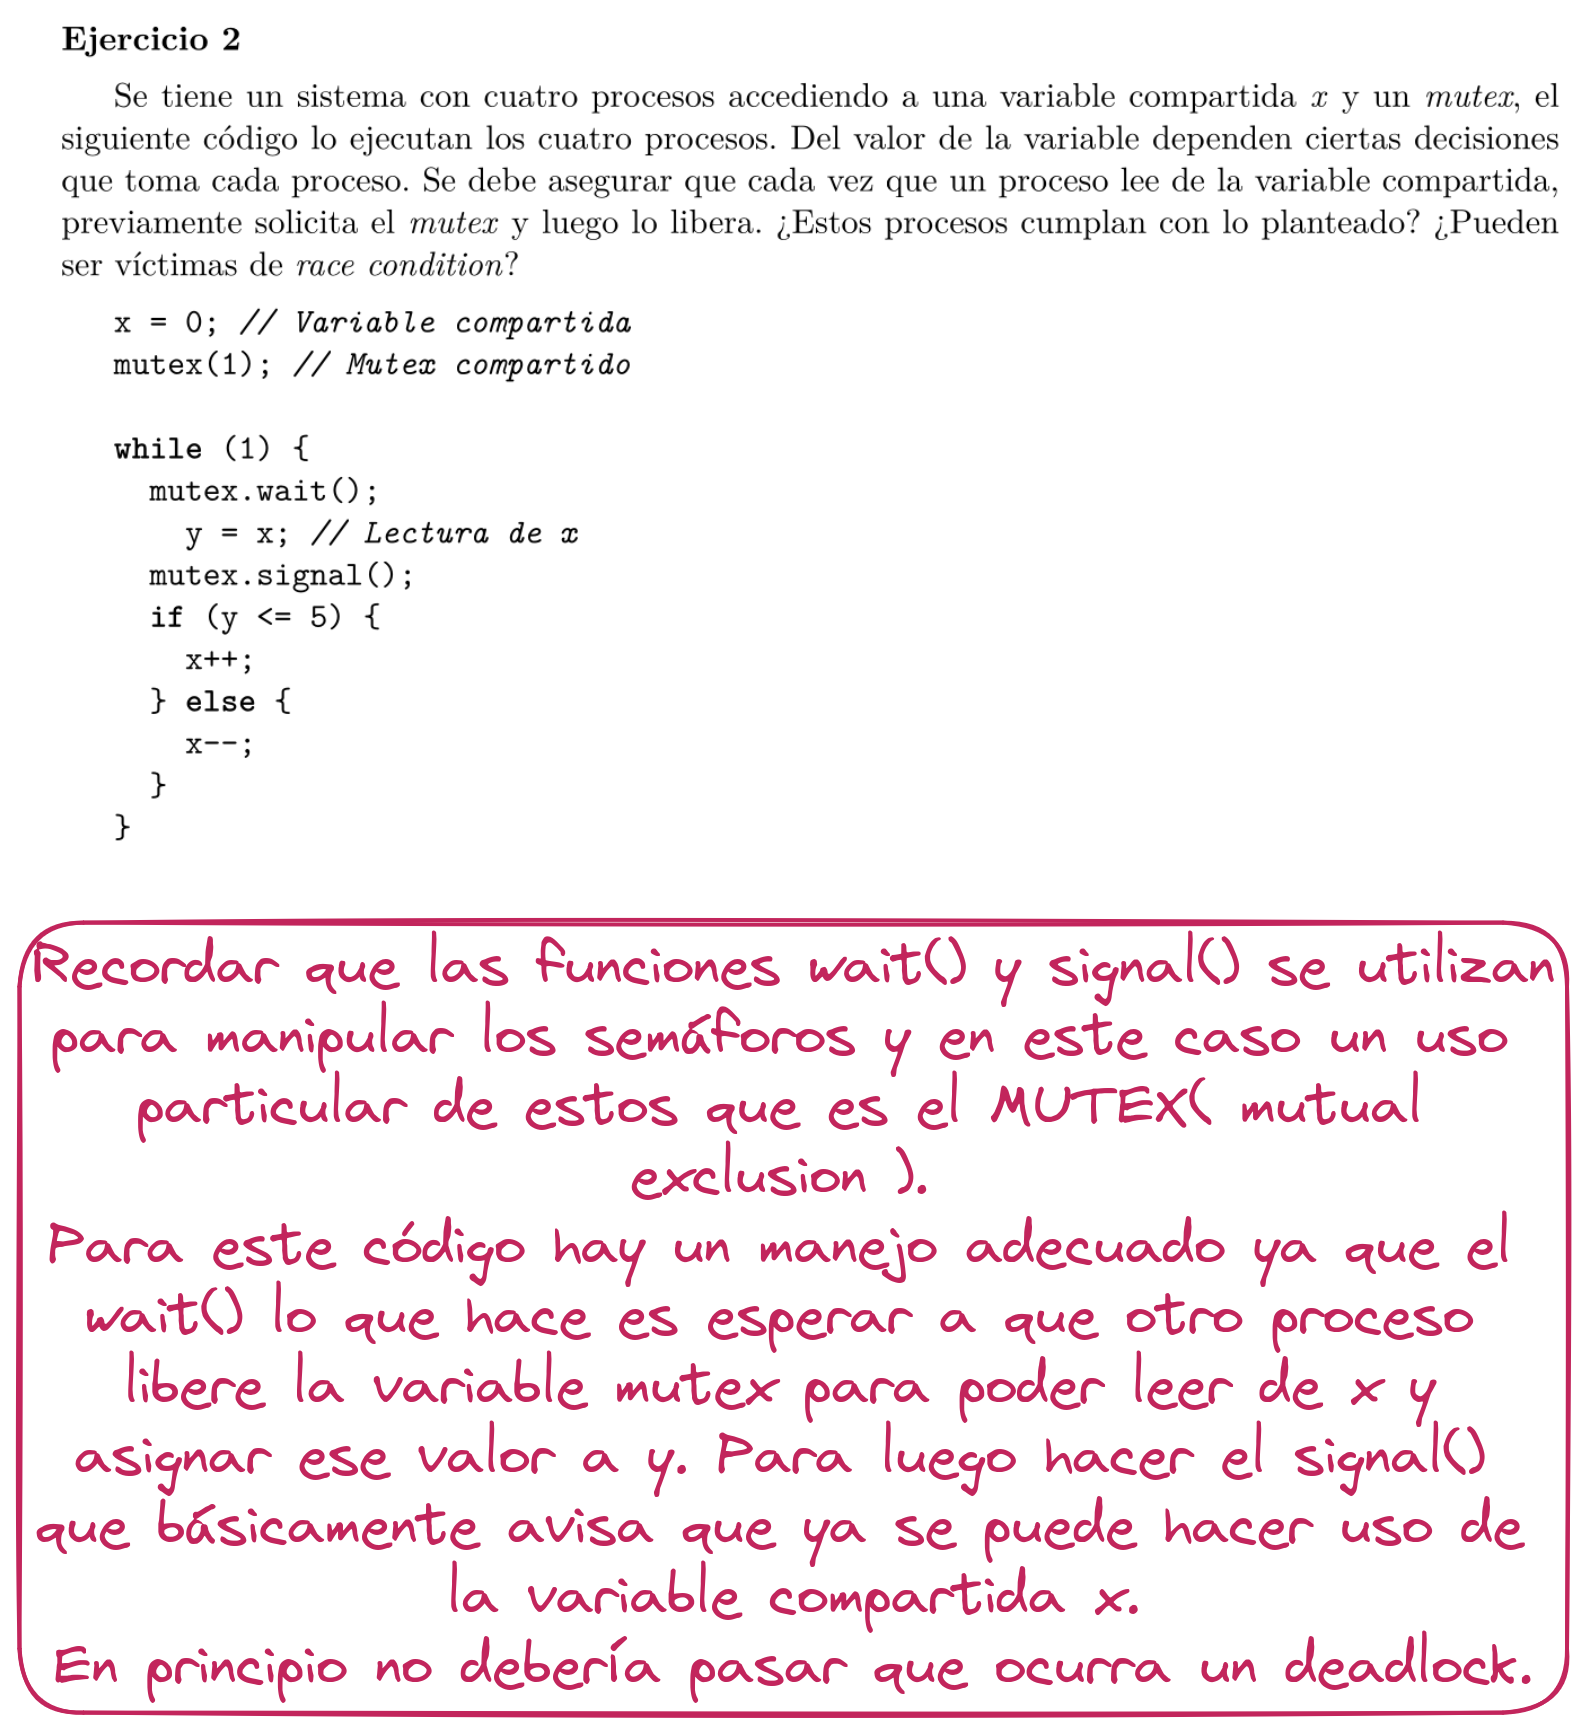 Ejercicio 2
Se tiene un sistema con cuatro procesos accediendo a una variable compartida x y un mutex, el
siguiente código lo ejecutan los cuatro procesos. Del valor de la variable dependen ciertas decisiones
que toma cada proceso. Se debe asegurar que cada vez que un proceso lee de la variable compartida,
previamente solicita el mutex y luego lo libera. ¿Estos procesos cumplan con lo planteado? ¿Pueden
ser víctimas de race condition?
x = 0; // Variable compartida
mutex(1); // Mutex compartido
while (1) {
mutex.wait();
y = x; // Lectura de x
mutex.signal();
if (y <= 5) {
x++;
} else {
x--;
}
}
Recordar que las funciones wait() y signal() se utilizan
para manipular los semáforos y en este caso un uso
particular de estos que es el MUTEX( mutual
exclusion ).
Para este código hay un manejo adecuado ya que el
wait() lo que hace es esperar a que otro proceso
libere la variable mutex para poder leer de x y
asignar ese valor a y. Para luego hacer el signal()
que básicamente avisa que ya se puede hacer uso de
la variable compartida x.
En principio no debería pasar que ocurra un deadlock.